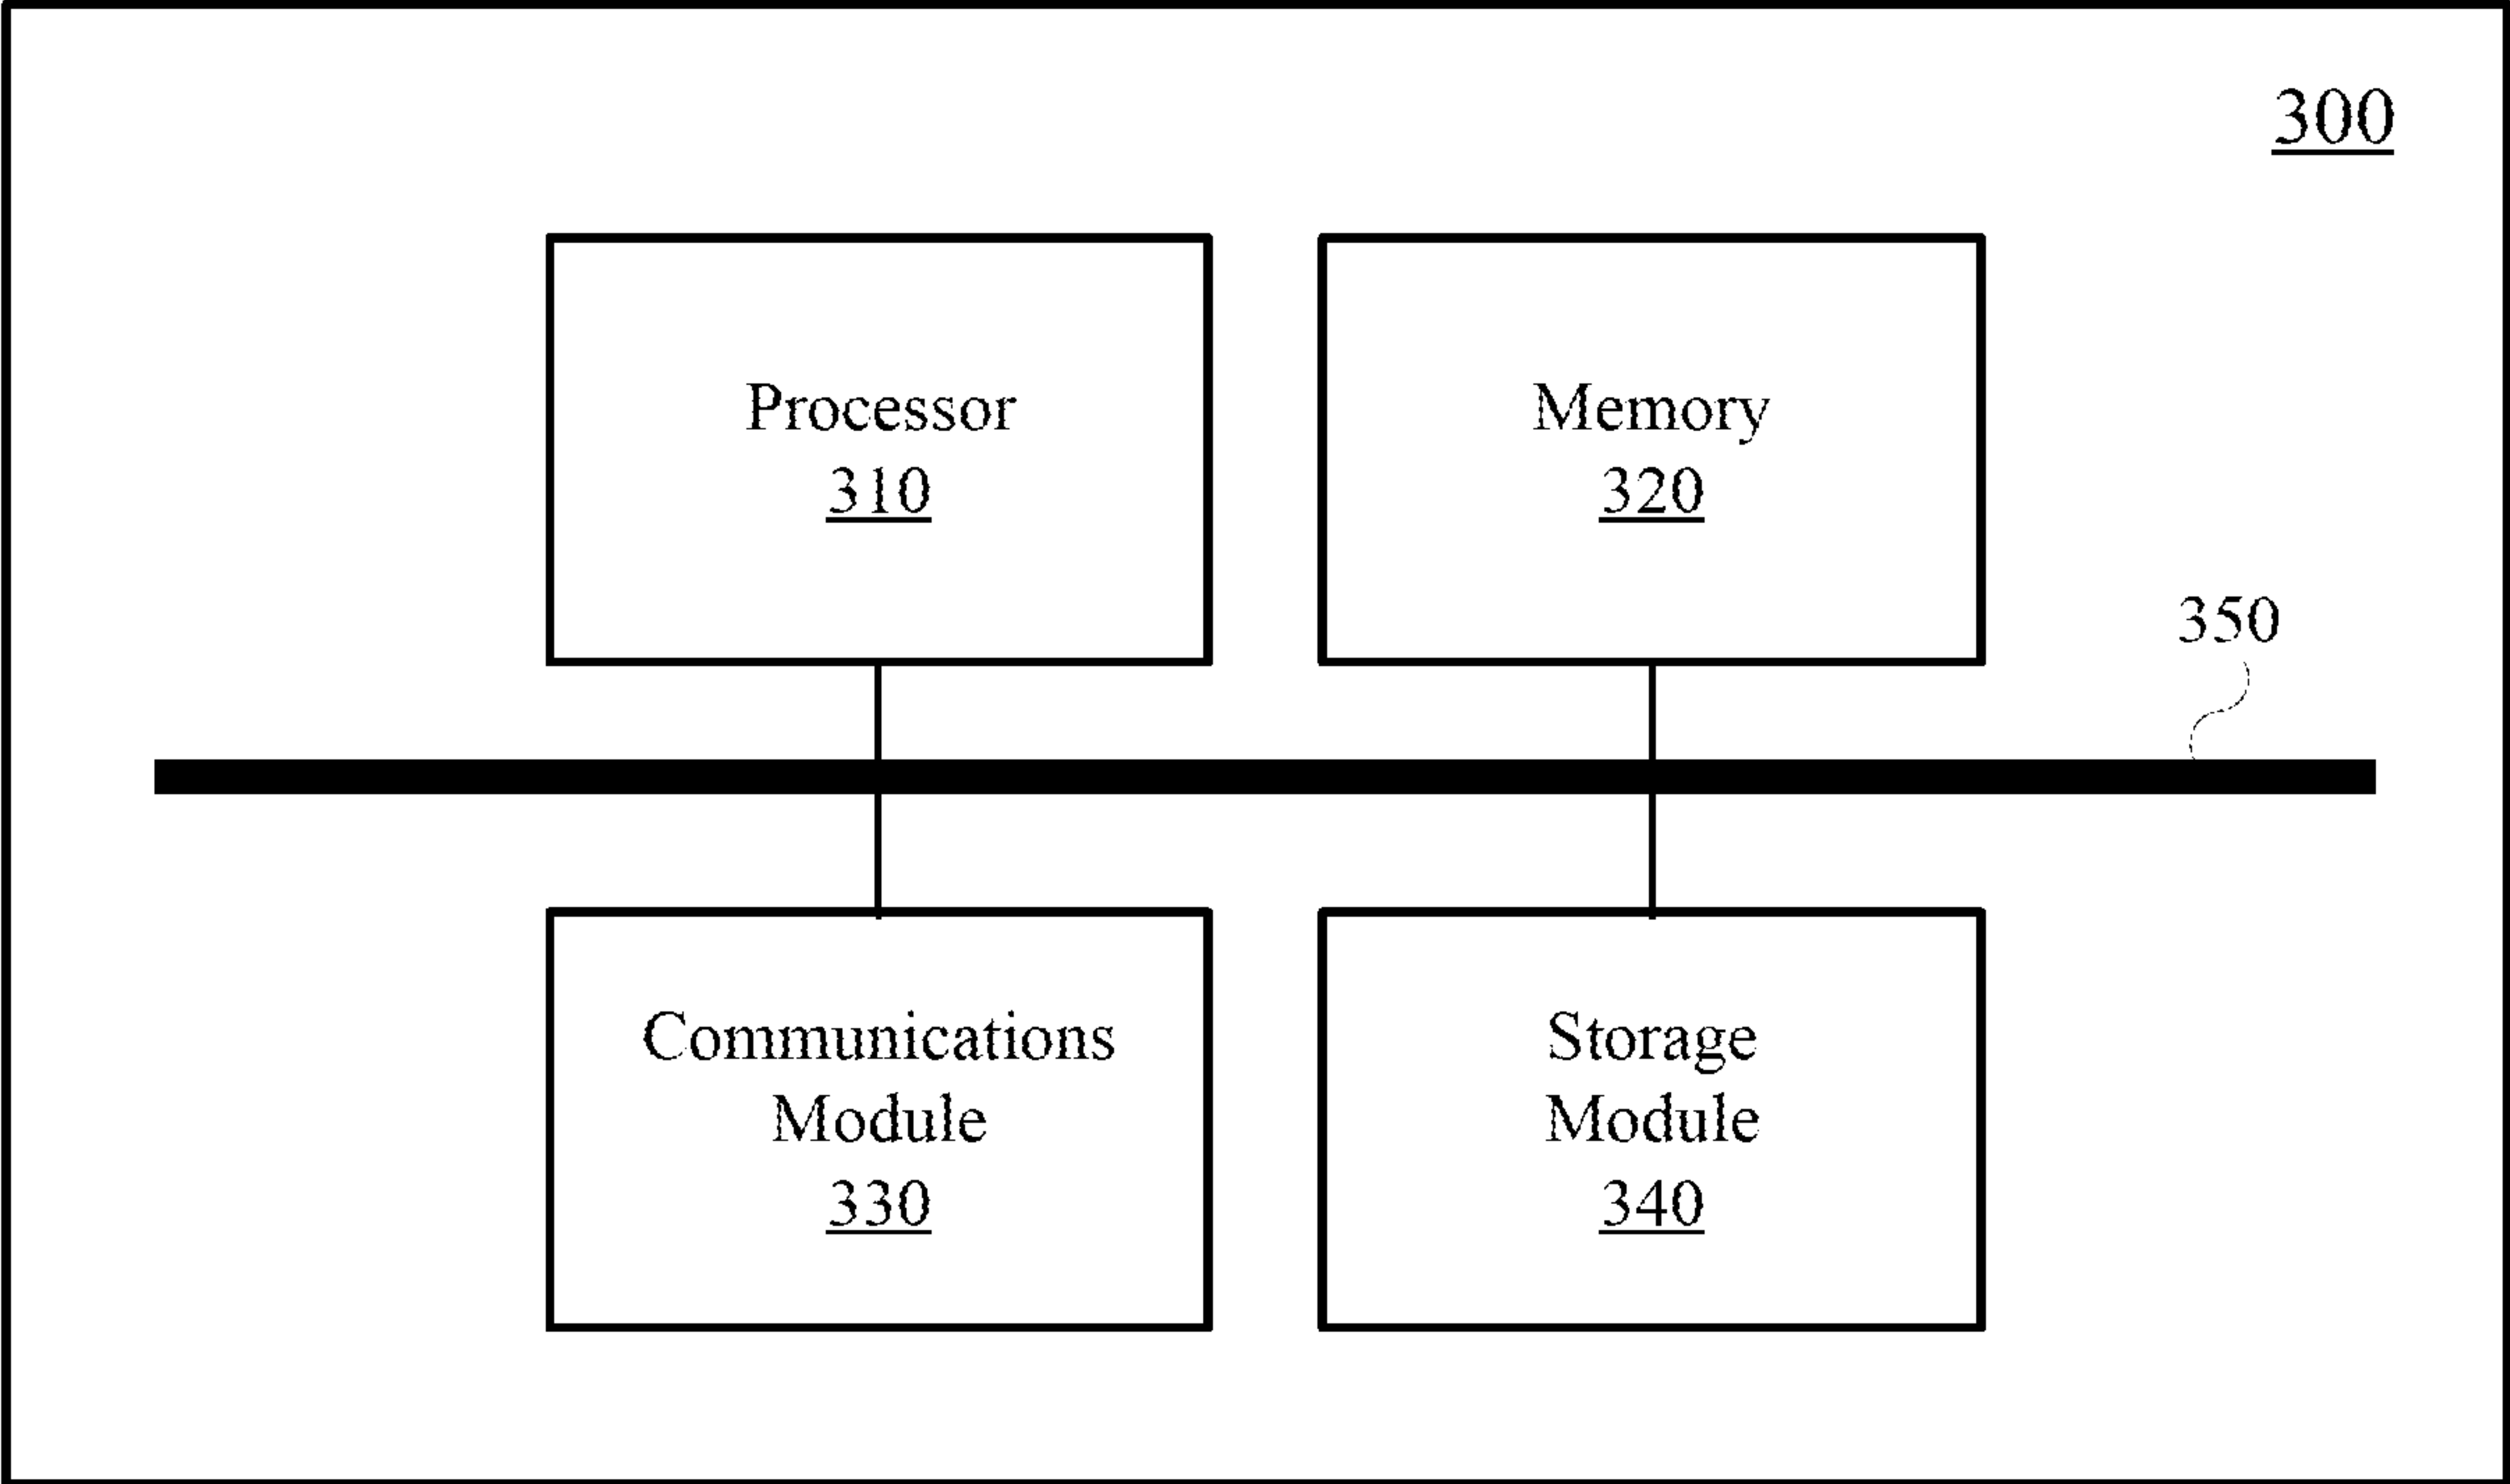 300
Processor
310
Memory
320
350
Communications
Module
330
Storage
Module
340